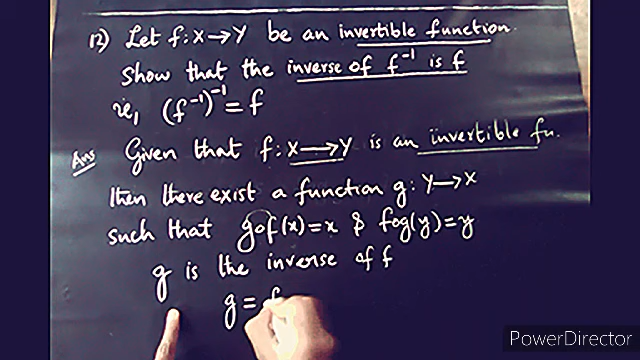 12) Let f: X→Y be an invertible function.
Show that the inverse of f⁻¹ is f
ie, (f⁻¹)⁻¹ = f
Ans Given that f: X→Y is an invertible fn.
Then there exist a function g: Y→X
such that gof(x)=x & fog(y)=y
g is the inverse of f
g = f
PowerDirector